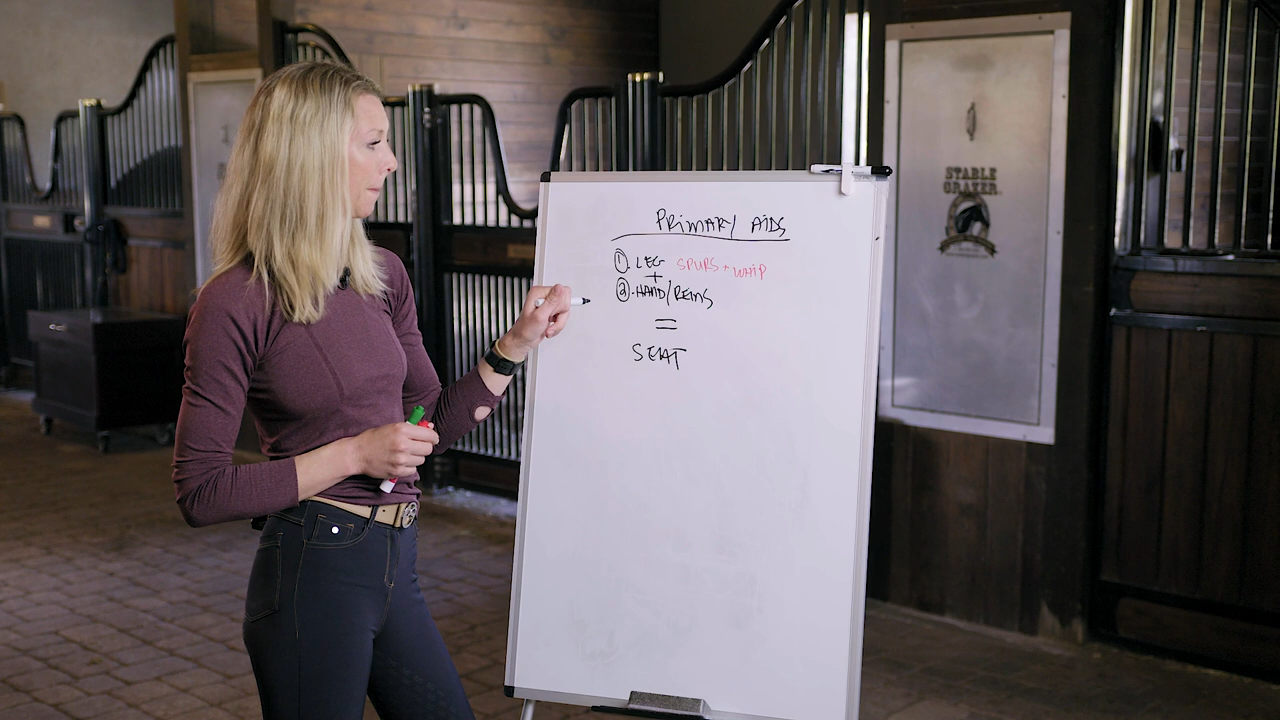 PRIMARY AIDS
①. LEG SPURS + WHIP
+
②. HAND/REINS
=
SEAT
STABLE
GRAZER